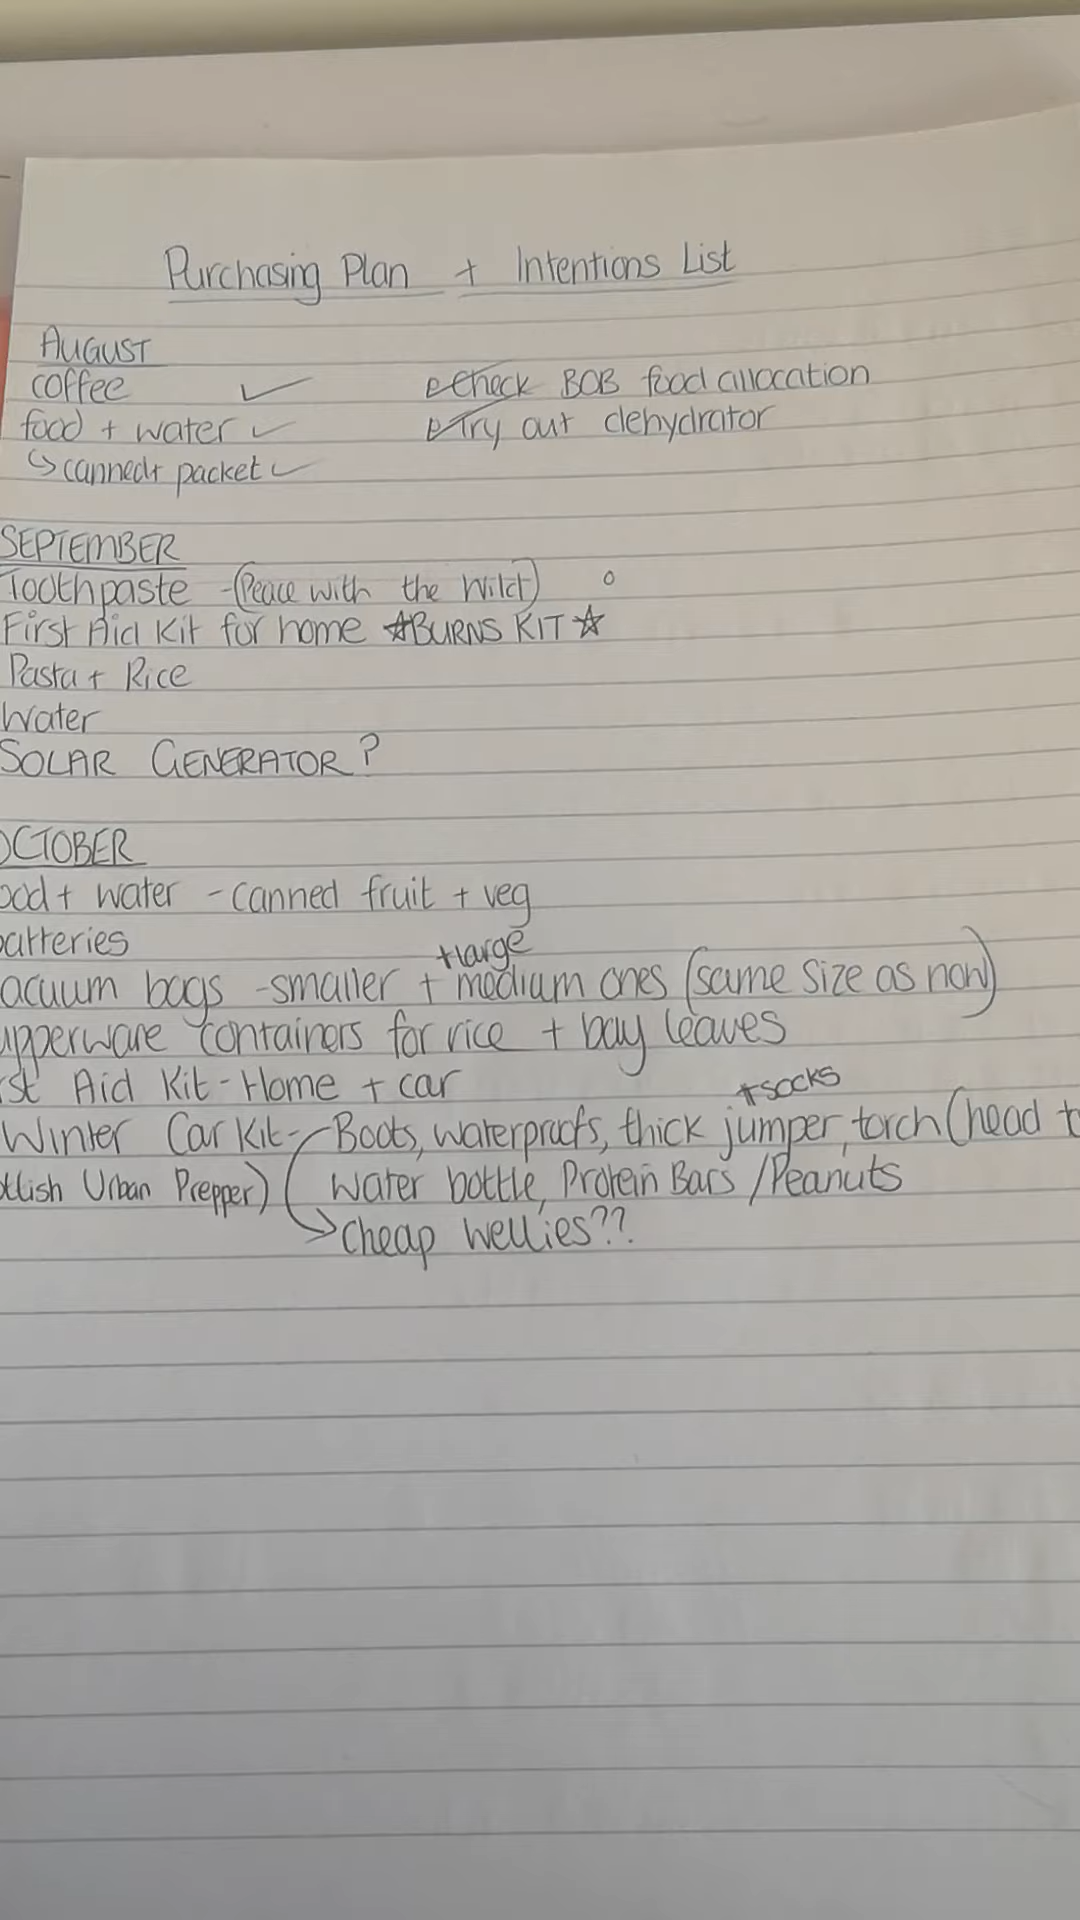 Purchasing Plan + Intentions List
AUGUST
coffee ✓ Check BOB food allocation
food + water ✓ Try out dehydrator
↳ canned + packet ✓
SEPTEMBER
Toothpaste - (Peace with the Wild)
First Aid Kit for home ☆BURNS KIT☆
Pasta + Rice
Water
SOLAR GENERATOR?
OCTOBER
ood + water - canned fruit + veg
batteries
+large
acuum bags - smaller + medium ones (same size as now)
upperware containers for rice + bay leaves
rst Aid Kit - Home + car
+socks
Winter Car Kit - Boots, waterproofs, thick jumper, torch (head t
ottish Urban Prepper) water bottle, Protein Bars / Peanuts
→ cheap wellies??